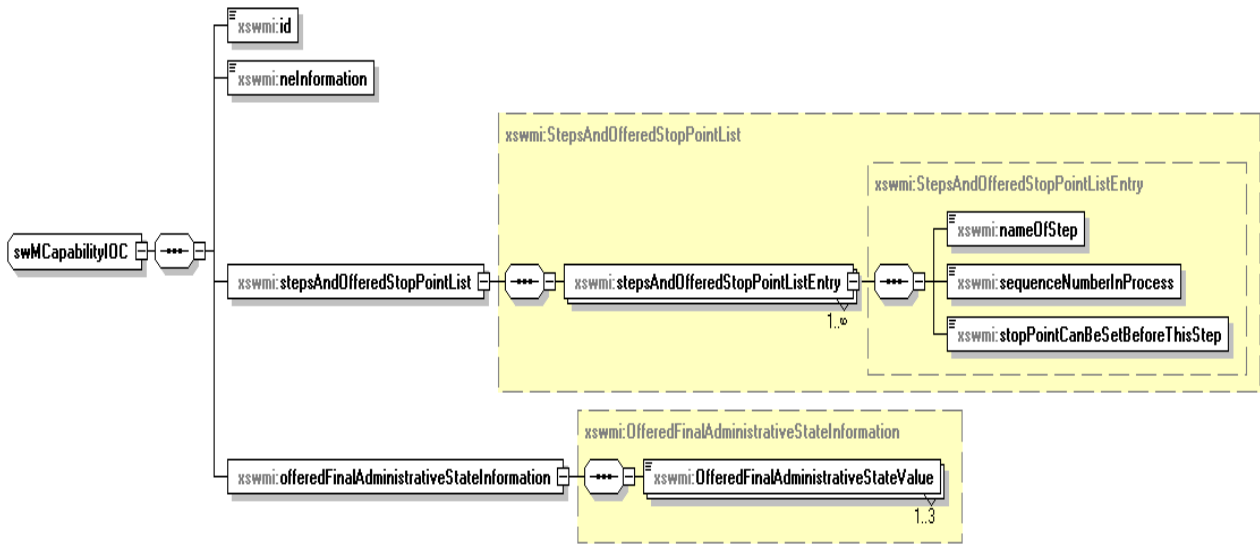 xswmi:id
xswmi:neInformation
xswmi:StepsAndOfferedStopPointList
xswmi:StepsAndOfferedStopPointListEntry
xswmi:nameOfStep
swMCapabilityIOC
xswmi:stepsAndOfferedStopPointList
xswmi:stepsAndOfferedStopPointListEntry
xswmi:sequenceNumberInProcess
1..∞
xswmi:stopPointCanBeSetBeforeThisStep
xswmi:OfferedFinalAdministrativeStateInformation
xswmi:offeredFinalAdministrativeStateInformation
xswmi:OfferedFinalAdministrativeStateValue
1..3